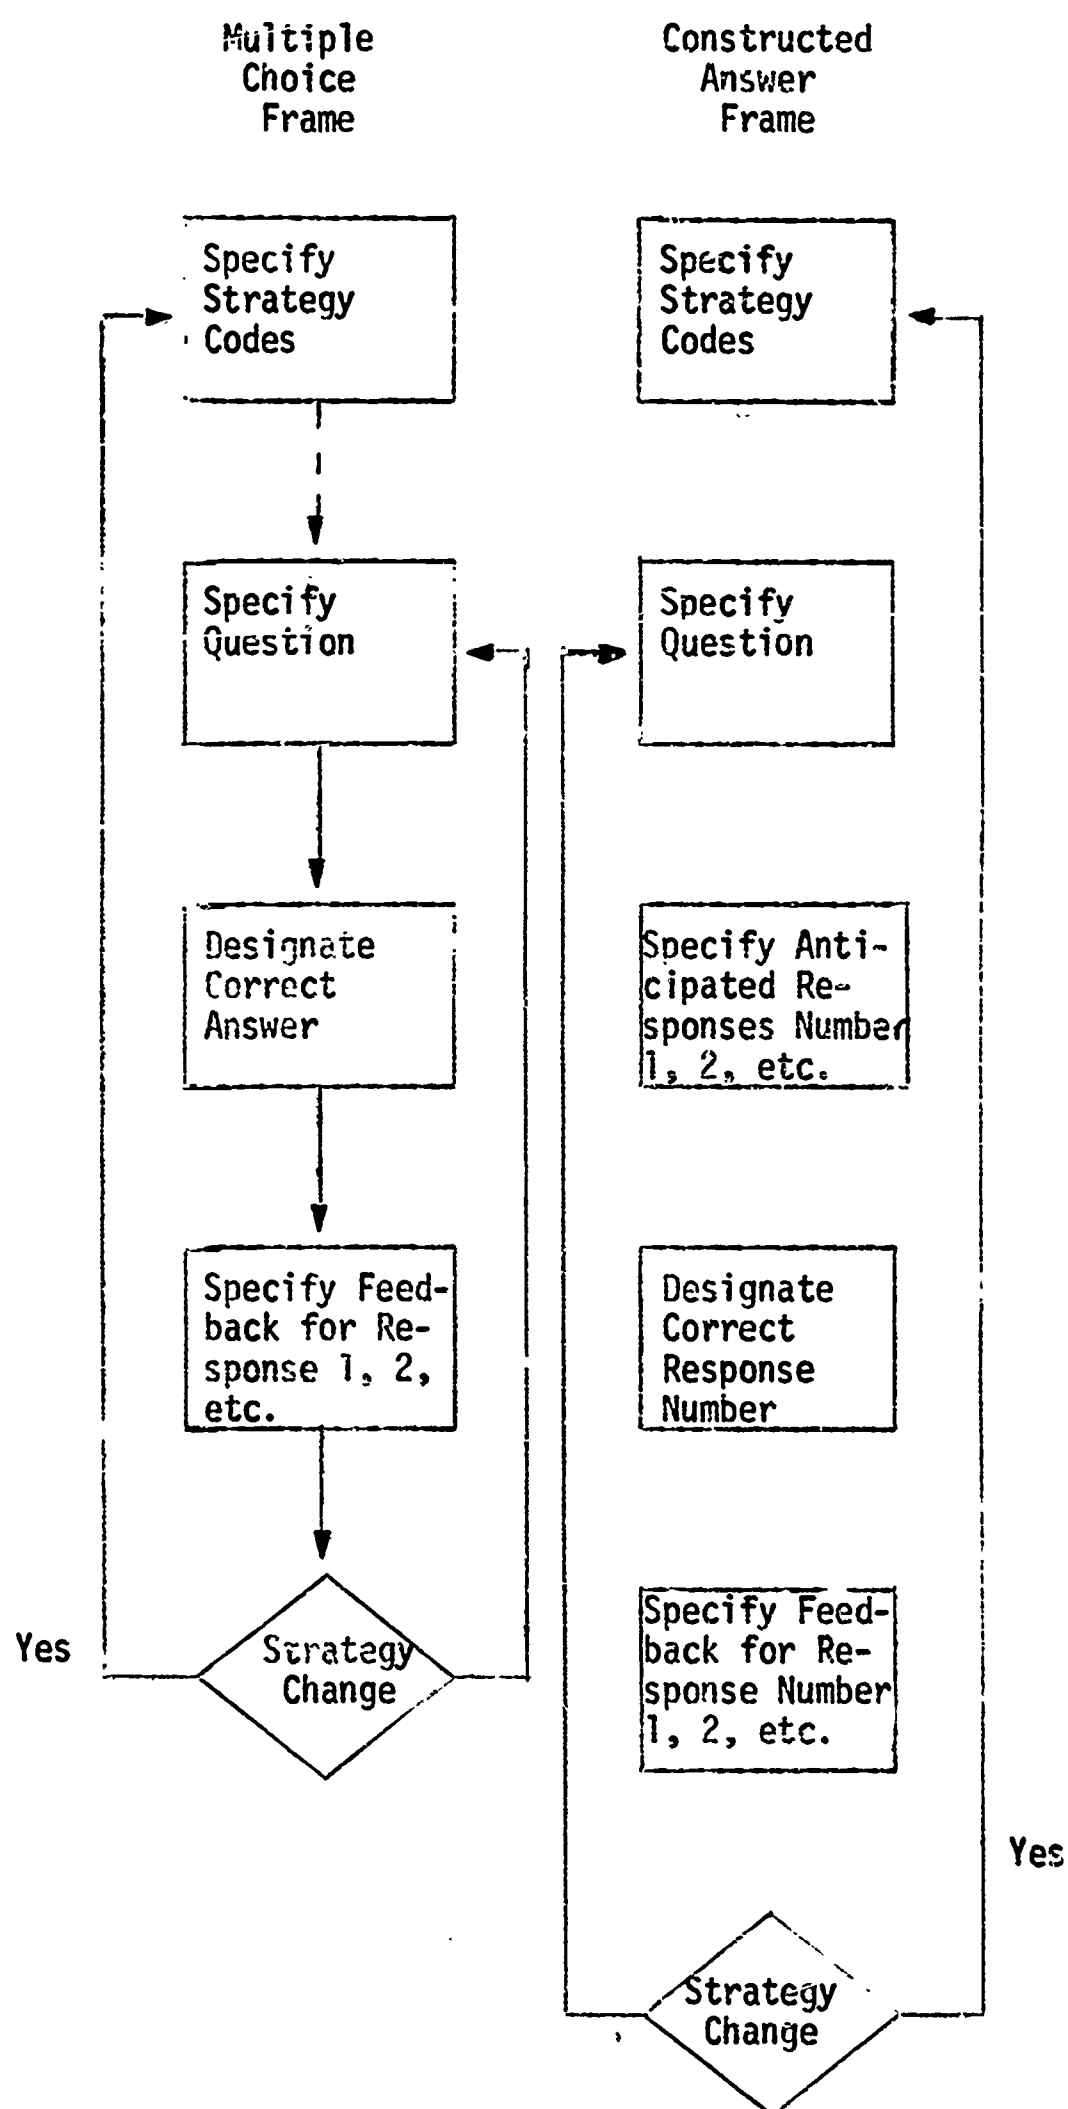 Multiple
Choice
Frame
Specify
Strategy
Codes
Specify
Question
Designate
Correct
Answer
Specify Feed-
back for Re-
sponse 1, 2,
etc.
Yes
Strategy
Change
Constructed
Answer
Frame
Specify
Strategy
Codes
Specify
Question
Specify Anti-
cipated Re-
sponses Number
1, 2, etc.
Designate
Correct
Response
Number
Specify Feed-
back for Re-
sponse Number
1, 2, etc.
Yes
Strategy
Change